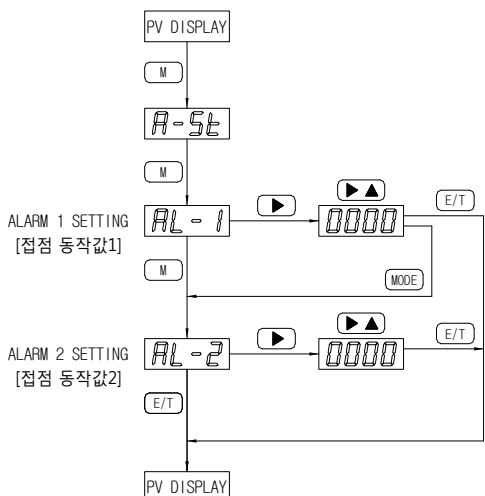 PV DISPLAY
M
A-St
M
▶
▶ ▲
E/T
ALARM 1 SETTING
[접점 동작값1]
AL-1
0000
M
MODE
▶
▶ ▲
E/T
ALARM 2 SETTING
[접점 동작값2]
AL-2
0000
E/T
PV DISPLAY